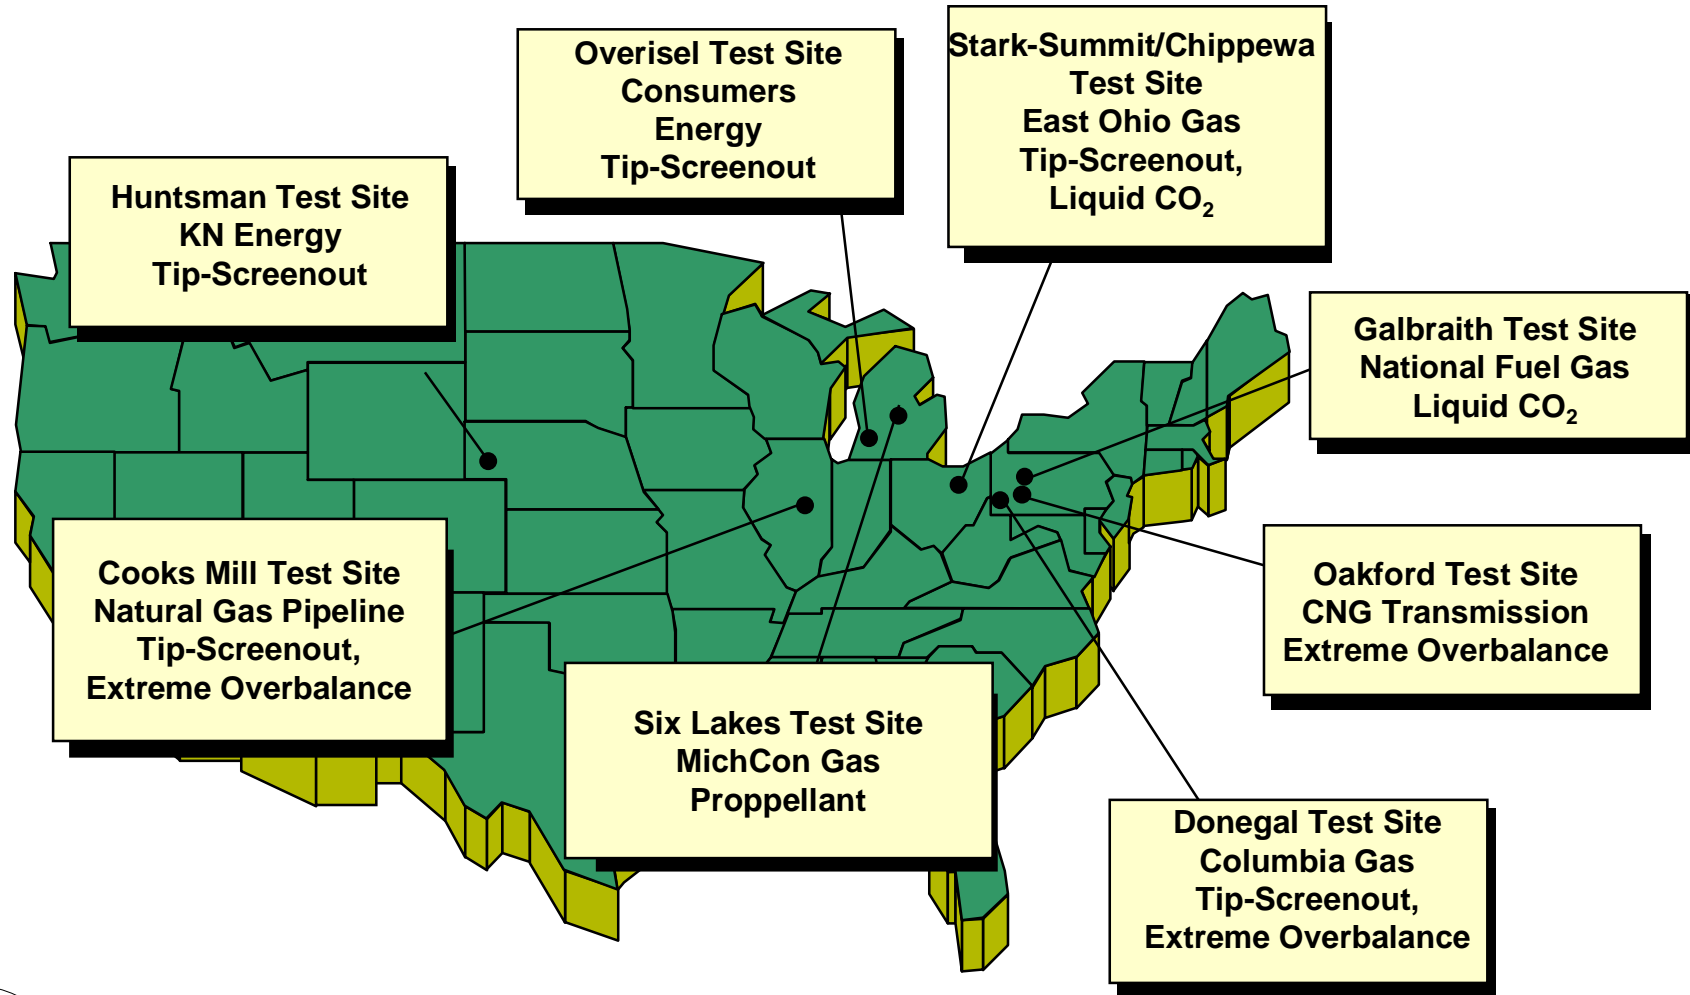 Overisel Test Site
Consumers
Energy
Tip-Screenout
Stark-Summit/Chippewa
Test Site
East Ohio Gas
Tip-Screenout,
Liquid CO₂
Huntsman Test Site
KN Energy
Tip-Screenout
Galbraith Test Site
National Fuel Gas
Liquid CO₂
Cooks Mill Test Site
Natural Gas Pipeline
Tip-Screenout,
Extreme Overbalance
Oakford Test Site
CNG Transmission
Extreme Overbalance
Six Lakes Test Site
MichCon Gas
Proppellant
Donegal Test Site
Columbia Gas
Tip-Screenout,
Extreme Overbalance